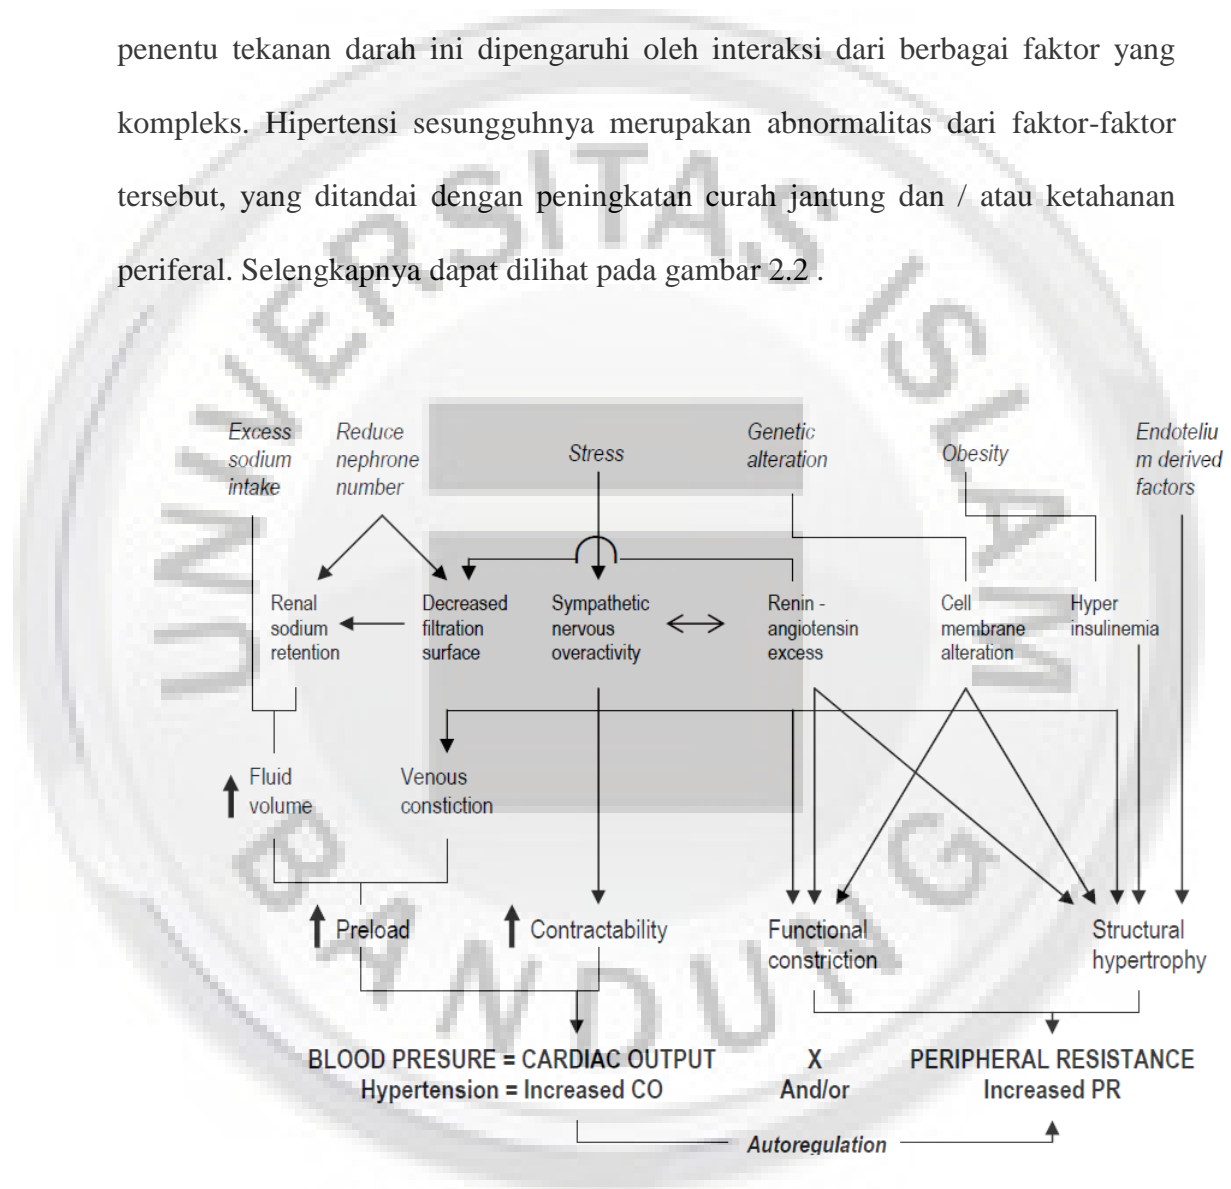 penentu tekanan darah ini dipengaruhi oleh interaksi dari berbagai faktor yang
kompleks. Hipertensi sesungguhnya merupakan abnormalitas dari faktor-faktor
tersebut, yang ditandai dengan peningkatan curah jantung dan / atau ketahanan
periferal. Selengkapnya dapat dilihat pada gambar 2.2 .
UNIVERSITAS ISLAM
BANDUNG
Excess
sodium
intake
Reduce
nephrone
number
Stress
Genetic
alteration
Obesity
Endoteliu
m derived
factors
Renal
sodium
retention
Decreased
filtration
surface
Sympathetic
nervous
overactivity
Renin -
angiotensin
excess
Cell
membrane
alteration
Hyper
insulinemia
Fluid
volume
Venous
constiction
Preload
Contractability
Functional
constriction
Structural
hypertrophy
BLOOD PRESURE = CARDIAC OUTPUT X PERIPHERAL RESISTANCE
Hypertension = Increased CO And/or Increased PR
Autoregulation